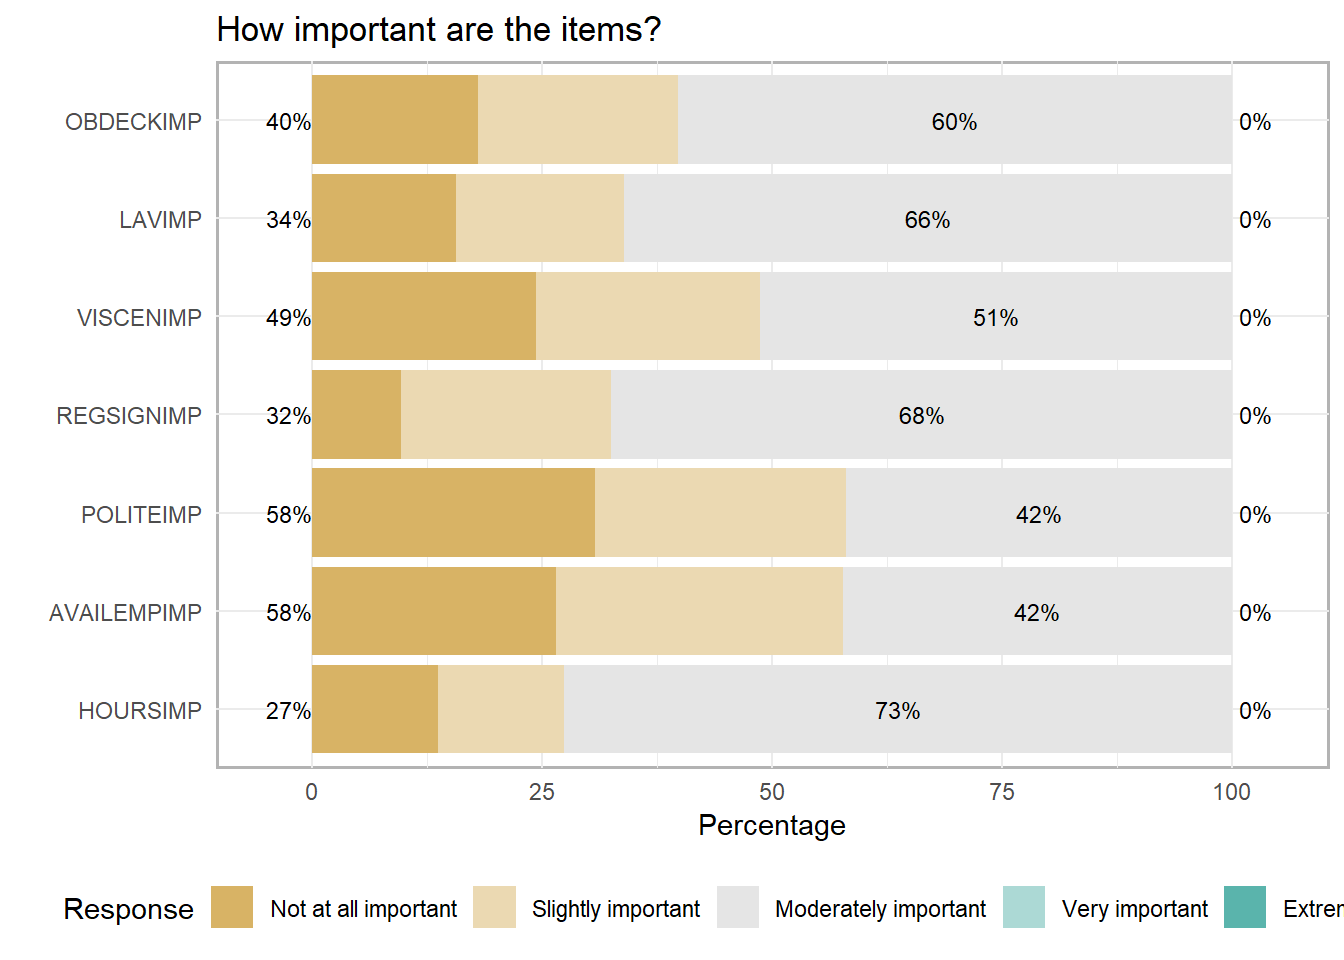 How important are the items?
OBDECKIMP 40% 60% 0%
LAVIMP 34% 66% 0%
VISCENIMP 49% 51% 0%
REGSIGNIMP 32% 68% 0%
POLITEIMP 58% 42% 0%
AVAILEMPIMP 58% 42% 0%
HOURSIMP 27% 73% 0%
0 25 50 75 100
Percentage
Response Not at all important Slightly important Moderately important Very important